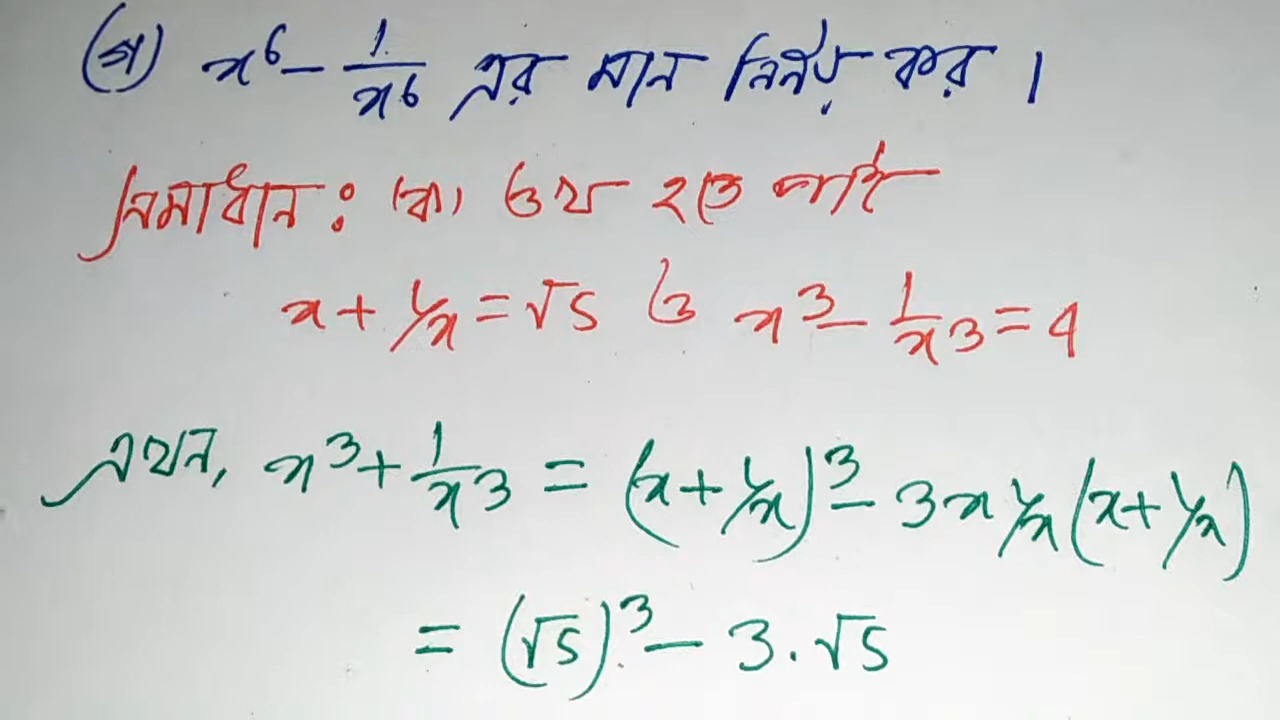 (গ) x⁶ - 1/x⁶ এর মান নির্ণয় কর ।
সমাধান : (ক) ও খ হতে পাই
x + 1/x = √5 ও x³ - 1/x³ = 4
এখন, x³ + 1/x³ = (x + 1/x)³ - 3x 1/x (x + 1/x)
= (√5)³ - 3 . √5